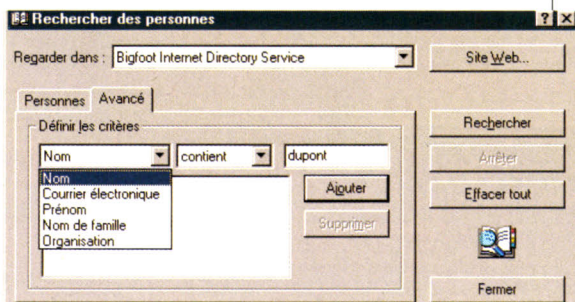 Rechercher des personnes
Regarder dans : Bigfoot Internet Directory Service
Site Web...
Personnes Avancé
Définir les critères
Nom contient dupont
Nom
Courrier électronique
Prénom
Nom de famille
Organisation
Ajouter
Supprimer
Rechercher
Arrêter
Effacer tout
Fermer